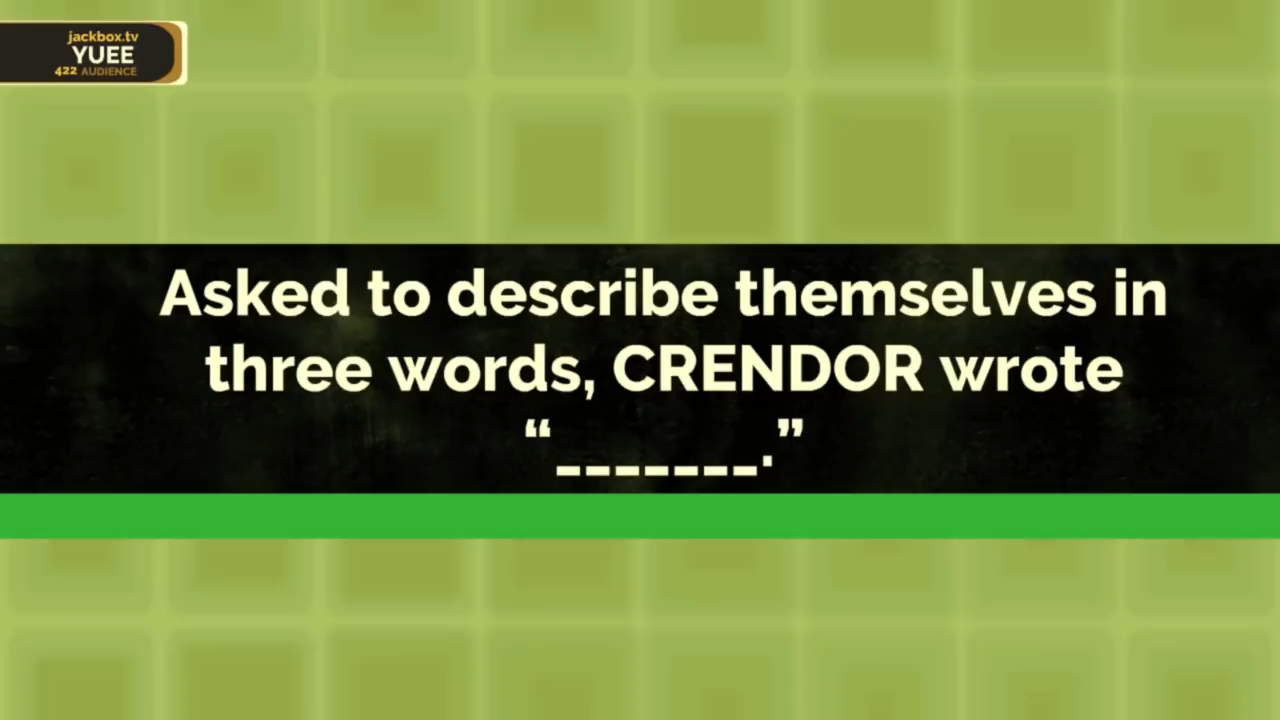 jackbox.tv
YUEE
422 AUDIENCE
Asked to describe themselves in
three words, CRENDOR wrote
“_______.”